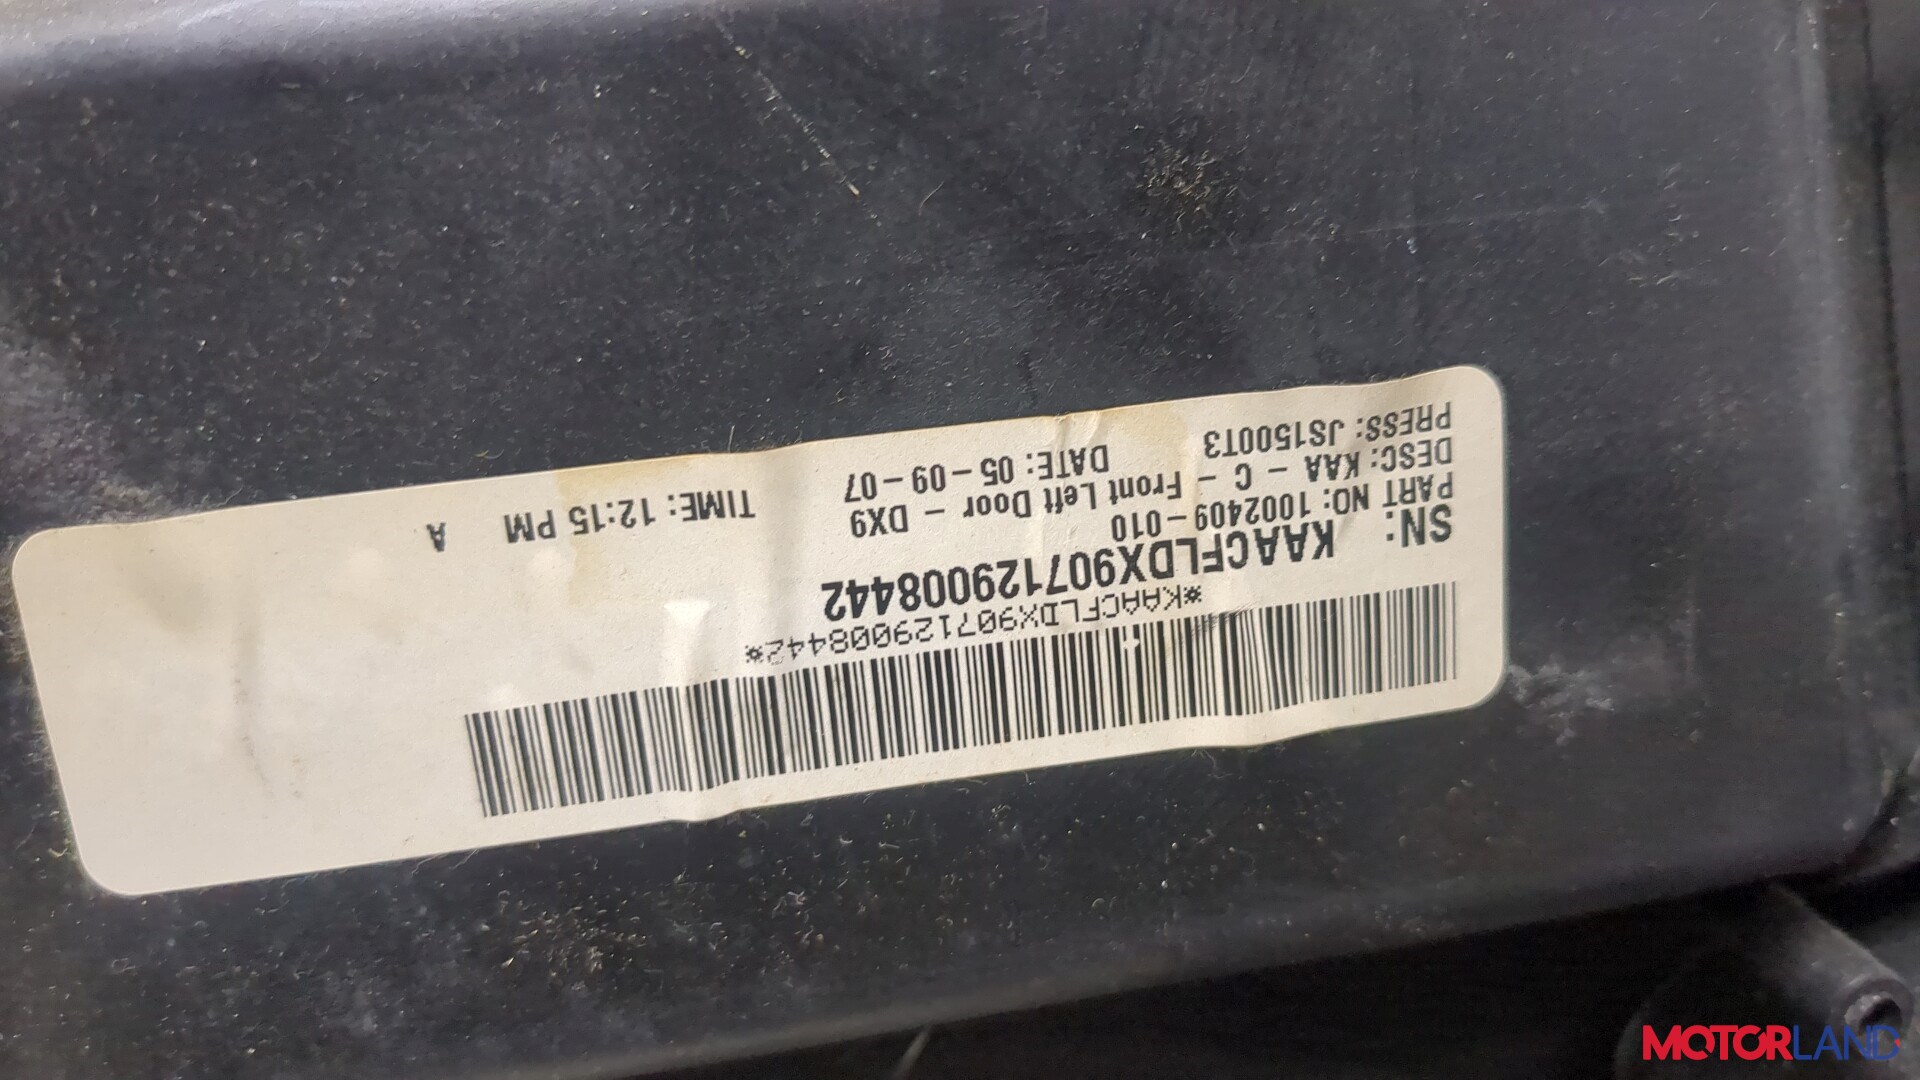 *KAACFLDX907129008442*
SN: KAACFLDX907129008442
PART NO: 1002409-010
DESC: KAA - C - Front Left Door - DX9
PRESS: JS1500T3 DATE: 05-09-07 TIME: 12:15 PM A
MOTORLAND